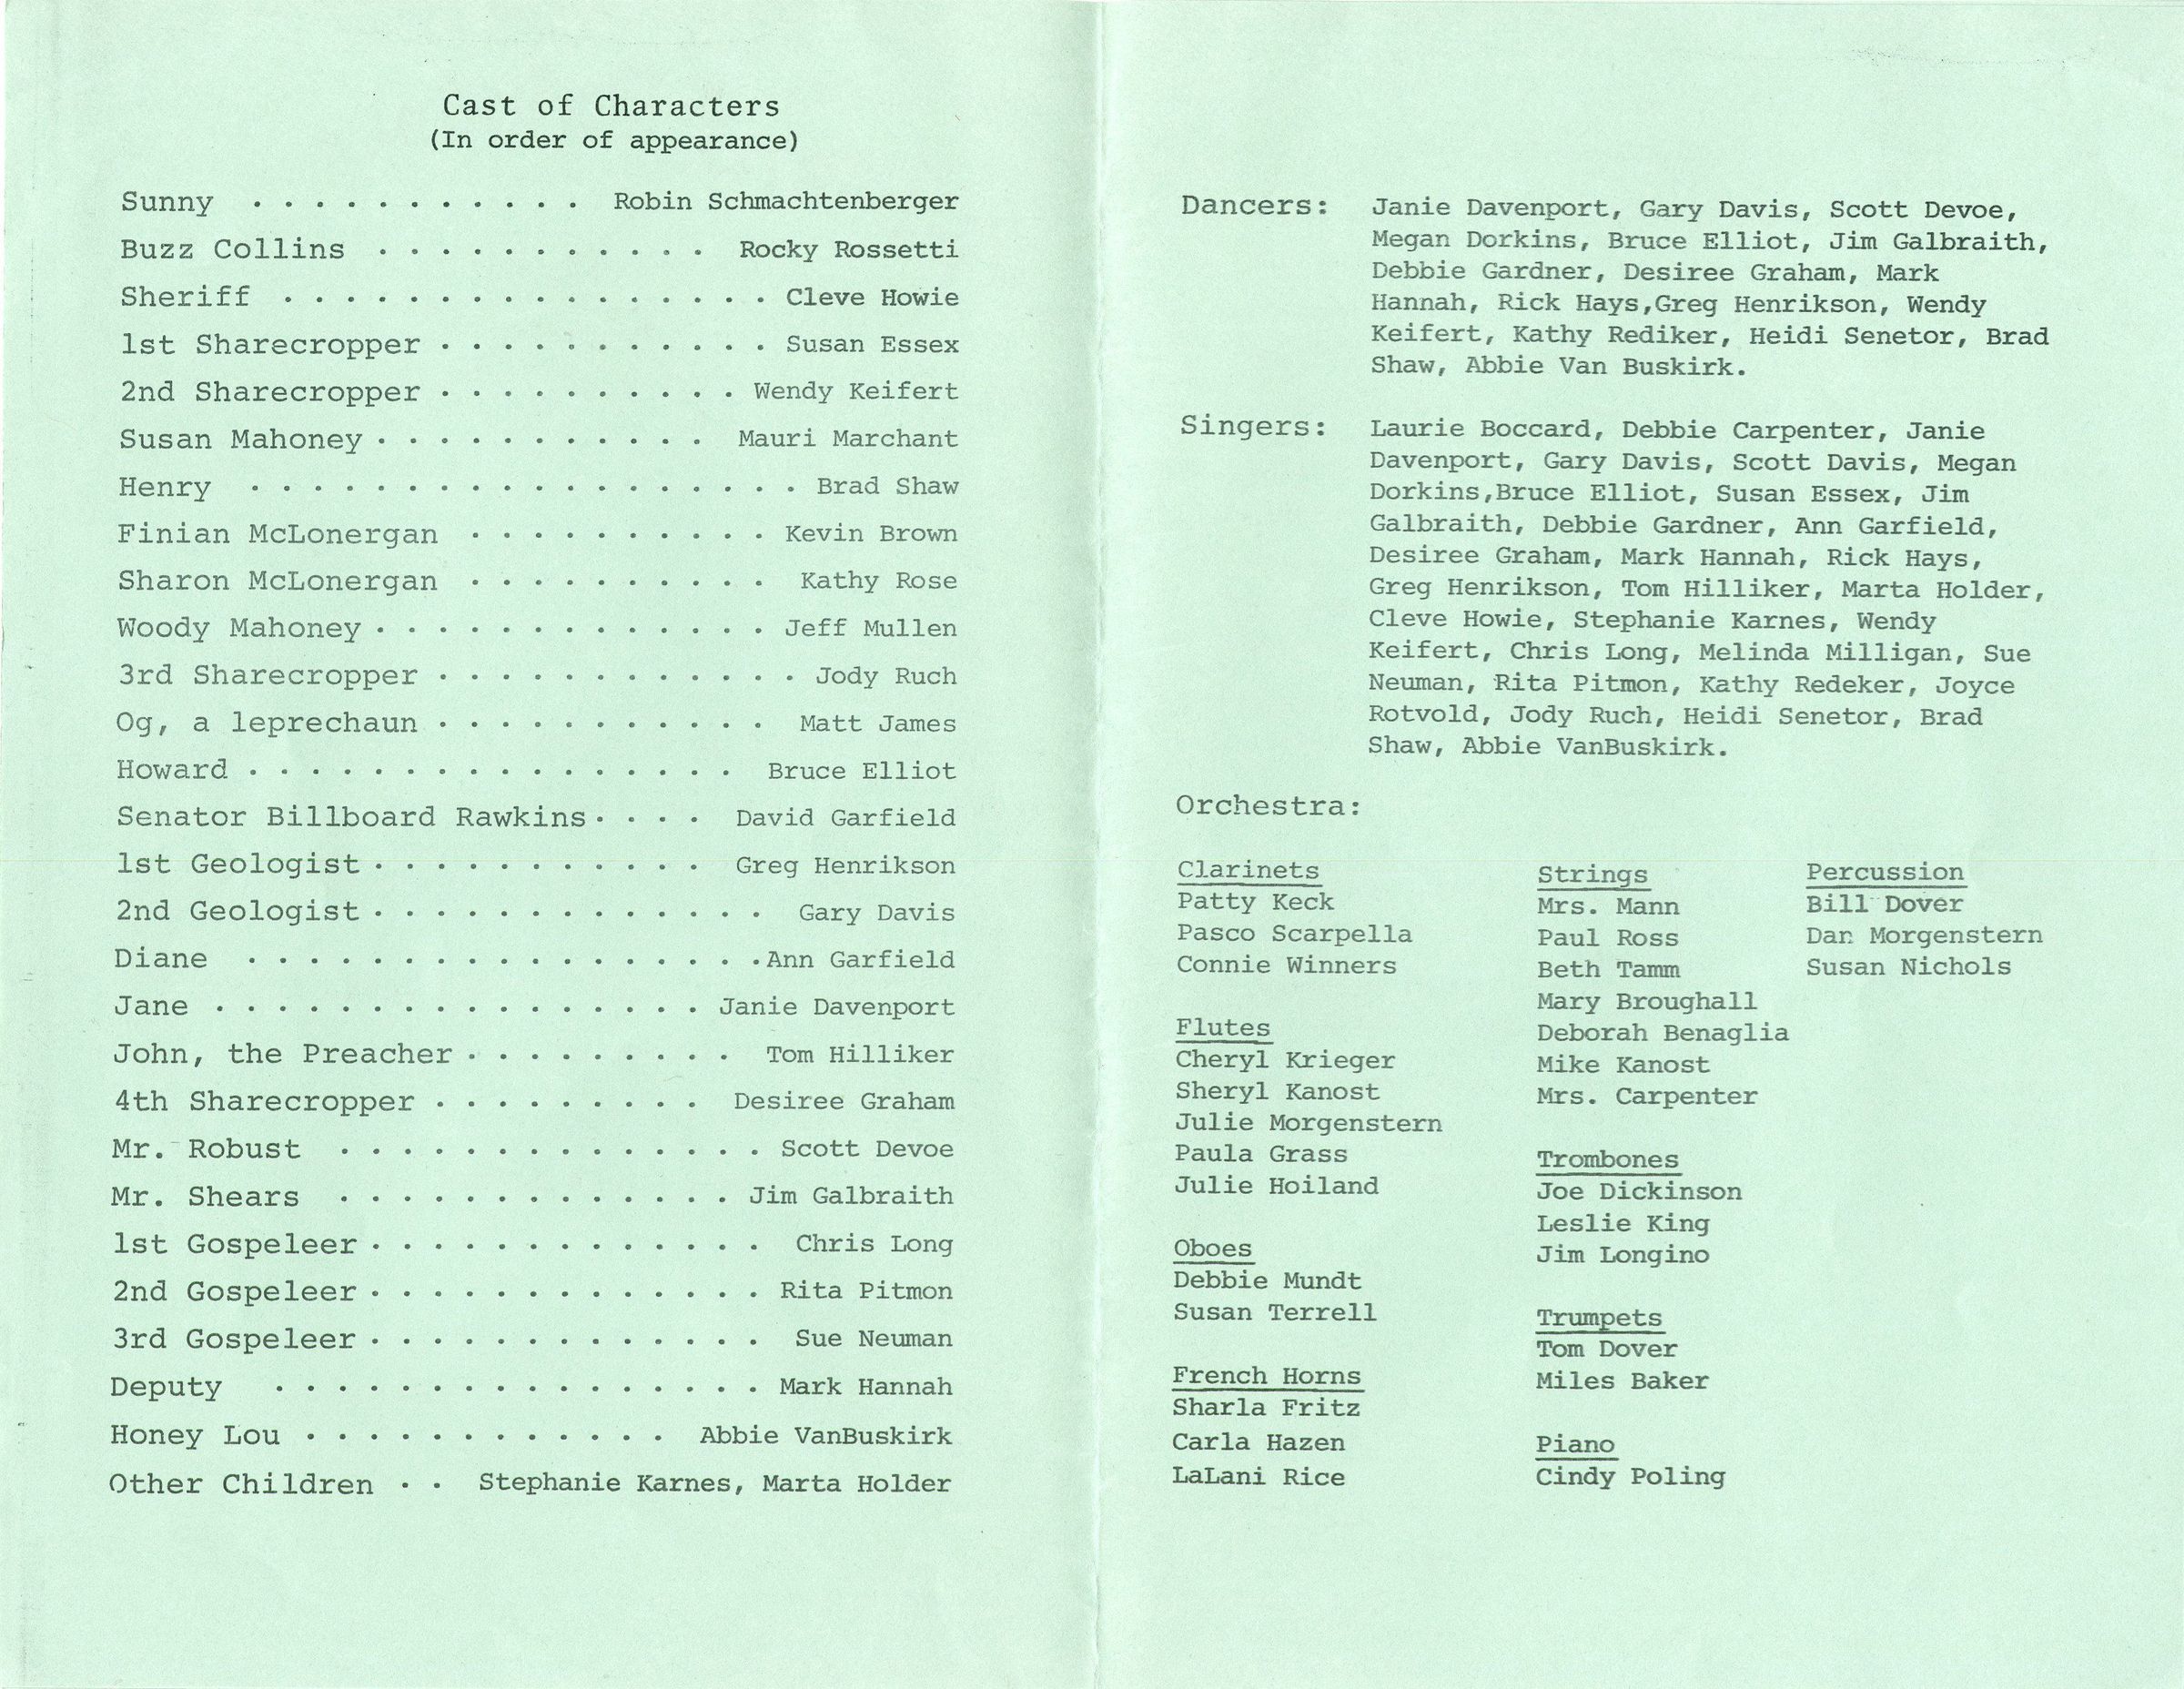 Cast of Characters
(In order of appearance)
Sunny . . . . . . . . . . . Robin Schmachtenberger
Buzz Collins . . . . . . . . . . . Rocky Rossetti
Sheriff . . . . . . . . . . . . . . . . Cleve Howie
1st Sharecropper . . . . . . . . . . . Susan Essex
2nd Sharecropper . . . . . . . . . . Wendy Keifert
Susan Mahoney . . . . . . . . . . . Mauri Marchant
Henry . . . . . . . . . . . . . . . . . . Brad Shaw
Finian McLonergan . . . . . . . . . . Kevin Brown
Sharon McLonergan . . . . . . . . . . Kathy Rose
Woody Mahoney . . . . . . . . . . . . . Jeff Mullen
3rd Sharecropper . . . . . . . . . . . . Jody Ruch
Og, a leprechaun . . . . . . . . . . . Matt James
Howard . . . . . . . . . . . . . . . . Bruce Elliot
Senator Billboard Rawkins . . . . David Garfield
1st Geologist . . . . . . . . . . . Greg Henrikson
2nd Geologist . . . . . . . . . . . . . Gary Davis
Diane . . . . . . . . . . . . . . . . . Ann Garfield
Jane . . . . . . . . . . . . . . . . Janie Davenport
John, the Preacher . . . . . . . . . Tom Hilliker
4th Sharecropper . . . . . . . . . Desiree Graham
Mr. Robust . . . . . . . . . . . . . . Scott Devoe
Mr. Shears . . . . . . . . . . . . . Jim Galbraith
1st Gospeleer . . . . . . . . . . . . . Chris Long
2nd Gospeleer . . . . . . . . . . . . . Rita Pitmon
3rd Gospeleer . . . . . . . . . . . . . Sue Neuman
Deputy . . . . . . . . . . . . . . . . Mark Hannah
Honey Lou . . . . . . . . . . . . Abbie VanBuskirk
Other Children . . Stephanie Karnes, Marta Holder
Dancers: Janie Davenport, Gary Davis, Scott Devoe,
Megan Dorkins, Bruce Elliot, Jim Galbraith,
Debbie Gardner, Desiree Graham, Mark
Hannah, Rick Hays,Greg Henrikson, Wendy
Keifert, Kathy Rediker, Heidi Senetor, Brad
Shaw, Abbie Van Buskirk.
Singers: Laurie Boccard, Debbie Carpenter, Janie
Davenport, Gary Davis, Scott Davis, Megan
Dorkins,Bruce Elliot, Susan Essex, Jim
Galbraith, Debbie Gardner, Ann Garfield,
Desiree Graham, Mark Hannah, Rick Hays,
Greg Henrikson, Tom Hilliker, Marta Holder,
Cleve Howie, Stephanie Karnes, Wendy
Keifert, Chris Long, Melinda Milligan, Sue
Neuman, Rita Pitmon, Kathy Redeker, Joyce
Rotvold, Jody Ruch, Heidi Senetor, Brad
Shaw, Abbie VanBuskirk.
Orchestra:
Clarinets
Patty Keck
Pasco Scarpella
Connie Winners
Flutes
Cheryl Krieger
Sheryl Kanost
Julie Morgenstern
Paula Grass
Julie Hoiland
Oboes
Debbie Mundt
Susan Terrell
French Horns
Sharla Fritz
Carla Hazen
LaLani Rice
Strings
Mrs. Mann
Paul Ross
Beth Tamm
Mary Broughall
Deborah Benaglia
Mike Kanost
Mrs. Carpenter
Trombones
Joe Dickinson
Leslie King
Jim Longino
Trumpets
Tom Dover
Miles Baker
Piano
Cindy Poling
Percussion
Bill Dover
Dan Morgenstern
Susan Nichols